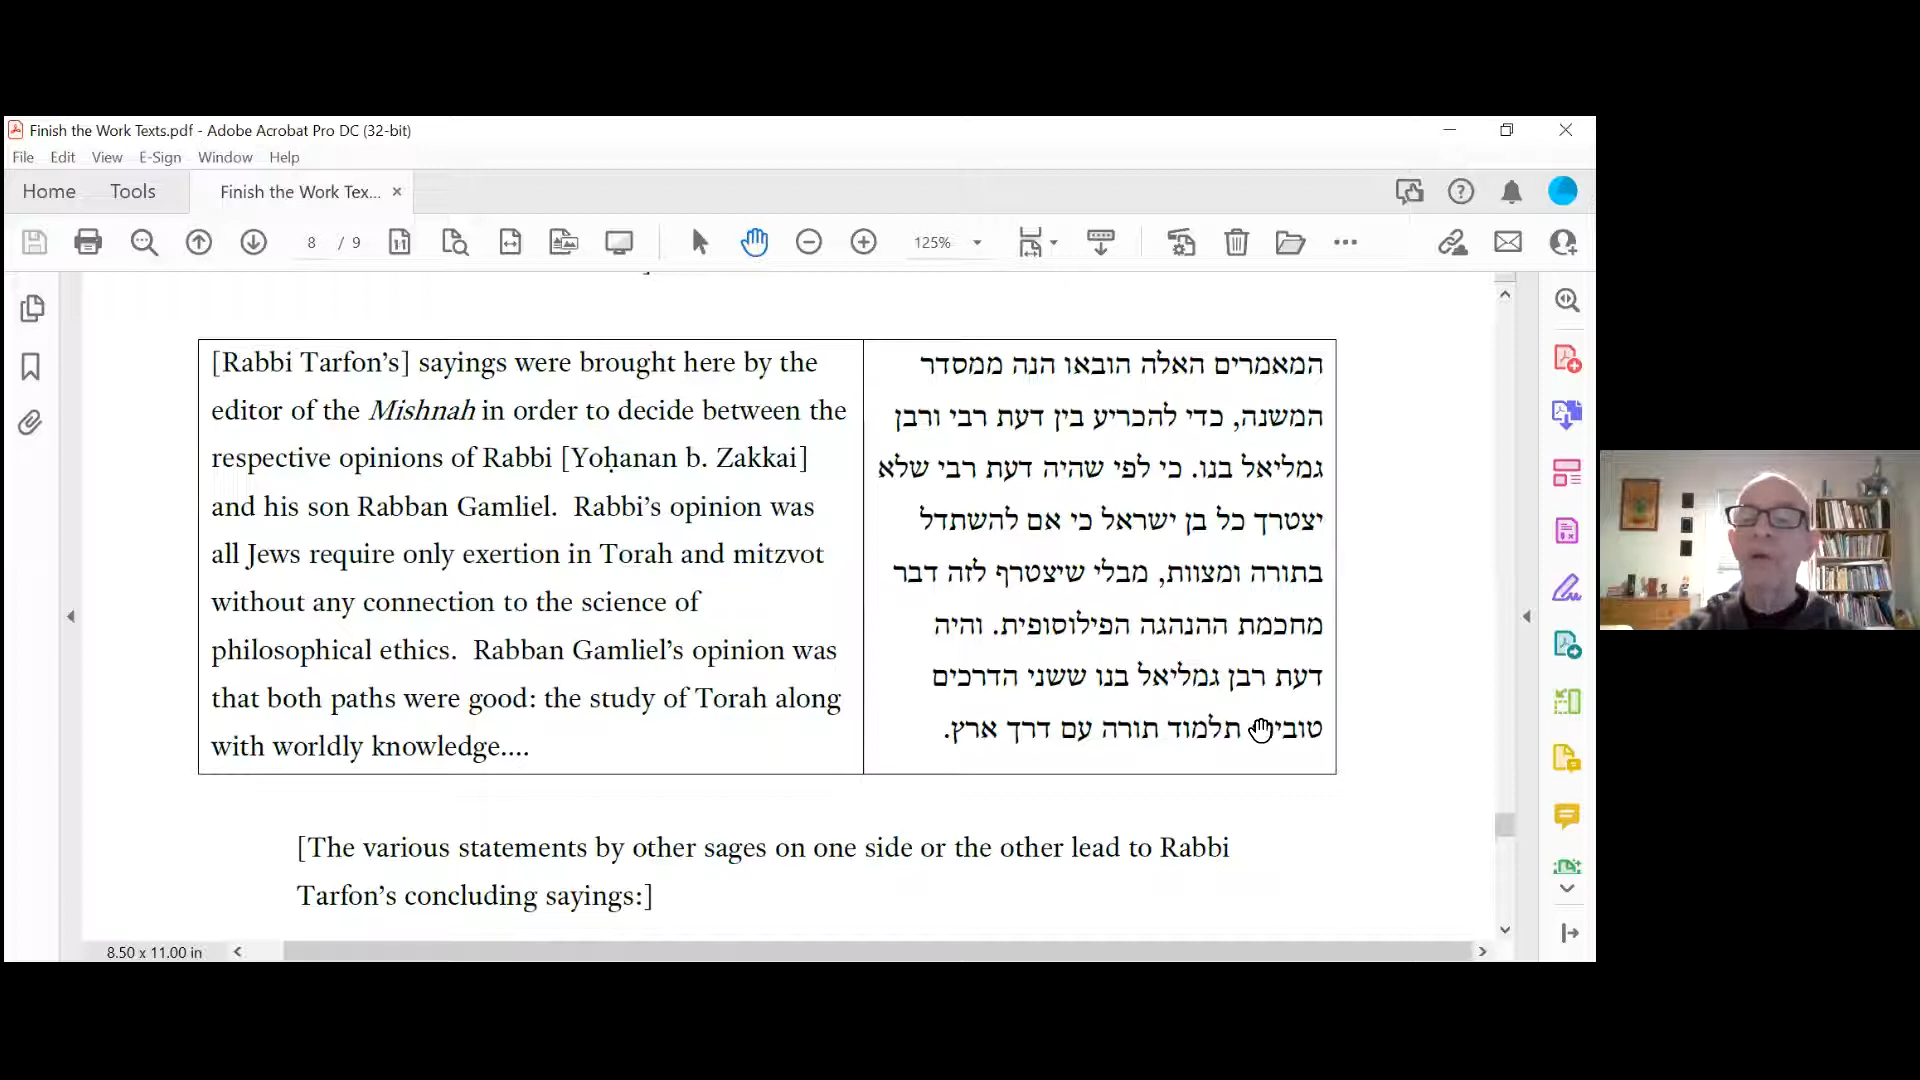 Finish the Work Texts.pdf - Adobe Acrobat Pro DC (32-bit)
File Edit View E-Sign Window Help
Home Tools Finish the Work Tex...
8 / 9 125%
[Rabbi Tarfon's] sayings were brought here by the
editor of the Mishnah in order to decide between the
respective opinions of Rabbi [Yoḥanan b. Zakkai]
and his son Rabban Gamliel. Rabbi's opinion was
all Jews require only exertion in Torah and mitzvot
without any connection to the science of
philosophical ethics. Rabban Gamliel's opinion was
that both paths were good: the study of Torah along
with worldly knowledge....
המאמרים האלה הובאו הנה ממסדר
המשנה, כדי להכריע בין דעת רבי ורבן
גמליאל בנו. כי לפי שהיה דעת רבי שלא
יצטרך כל בן ישראל כי אם להשתדל
בתורה ומצוות, מבלי שיצטרף לזה דבר
מחכמת ההנהגה הפילוסופית. והיה
דעת רבן גמליאל בנו ששני הדרכים
תלמוד תורה עם דרך ארץ.
[The various statements by other sages on one side or the other lead to Rabbi
Tarfon's concluding sayings:]
8.50 x 11.00 in